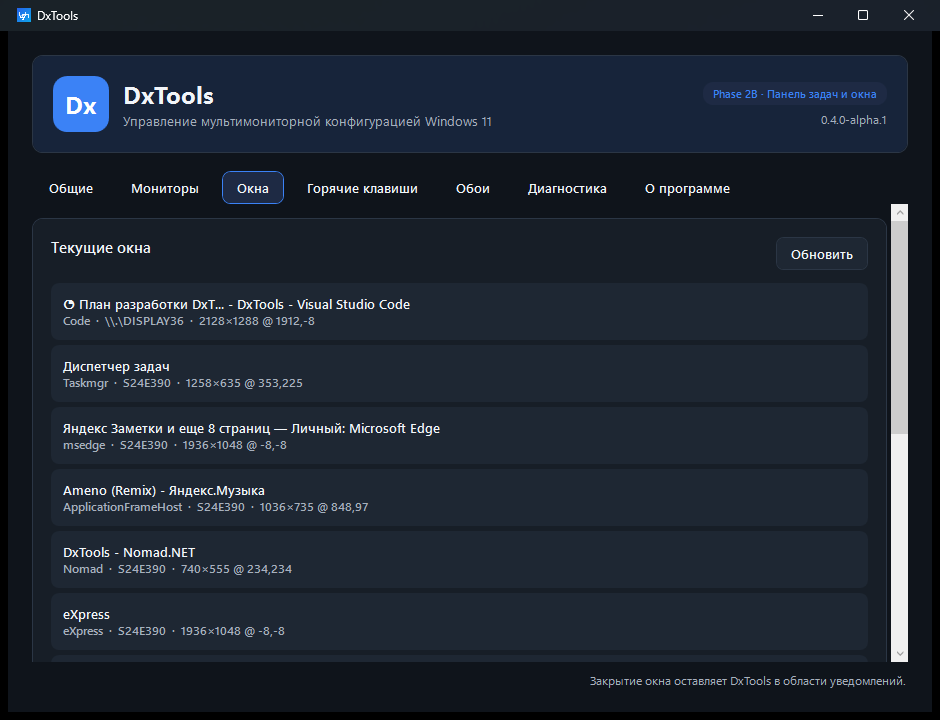 DxTools
Dx
DxTools
Управление мультимониторной конфигурацией Windows 11
Phase 2B · Панель задач и окна
0.4.0-alpha.1
Общие Мониторы Окна Горячие клавиши Обои Диагностика О программе
Текущие окна
Обновить
План разработки DxT... - DxTools - Visual Studio Code
Code · \\.\DISPLAY36 · 2128×1288 @ 1912,-8
Диспетчер задач
Taskmgr · S24E390 · 1258×635 @ 353,225
Яндекс Заметки и еще 8 страниц — Личный: Microsoft Edge
msedge · S24E390 · 1936×1048 @ -8,-8
Ameno (Remix) - Яндекс.Музыка
ApplicationFrameHost · S24E390 · 1036×735 @ 848,97
DxTools - Nomad.NET
Nomad · S24E390 · 740×555 @ 234,234
eXpress
eXpress · S24E390 · 1936×1048 @ -8,-8
Закрытие окна оставляет DxTools в области уведомлений.